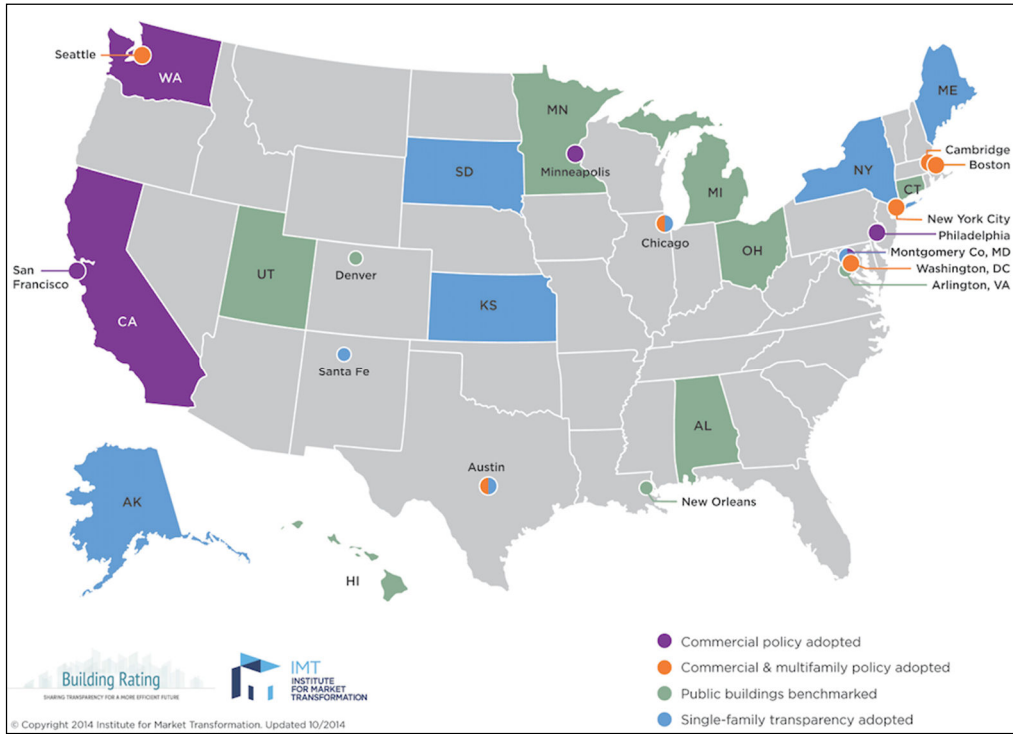 Seattle
WA
ME
MN
Cambridge
Boston
Minneapolis
SD
NY
MI
CT
New York City
Chicago
Philadelphia
OH
Montgomery Co, MD
Denver
Washington, DC
San
Francisco
UT
Arlington, VA
KS
CA
Santa Fe
AL
Austin
New Orleans
AK
HI
Commercial policy adopted
Commercial & multifamily policy adopted
Public buildings benchmarked
Single-family transparency adopted
Building Rating
SHARING TRANSPARENCY FOR A MORE EFFICIENT FUTURE
IMT
INSTITUTE
FOR MARKET
TRANSFORMATION
© Copyright 2014 Institute for Market Transformation. Updated 10/2014